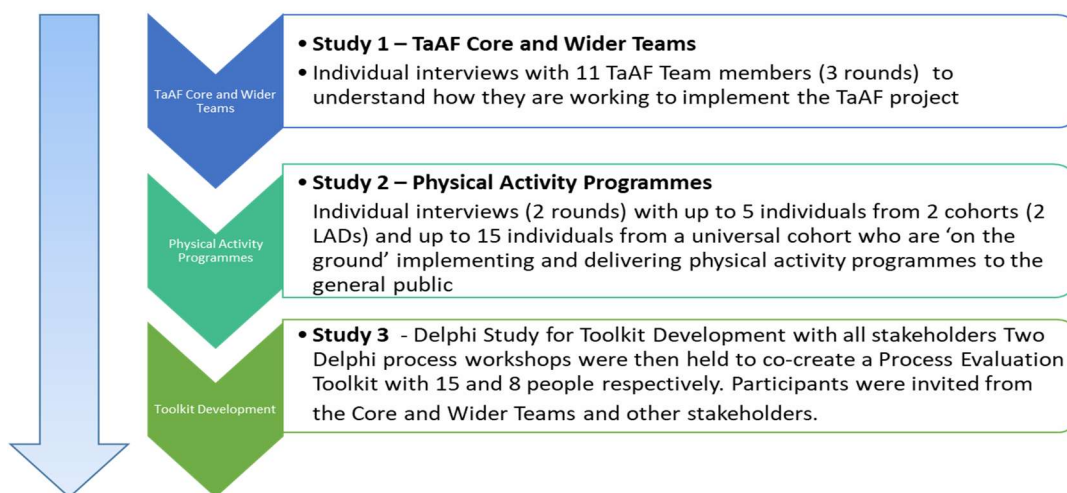 • Study 1 – TaAF Core and Wider Teams
• Individual interviews with 11 TaAF Team members (3 rounds)  to
understand how they are working to implement the TaAF project
TaAF Core and Wider
Teams
• Study 2 – Physical Activity Programmes
Individual interviews (2 rounds) with up to 5 individuals from 2 cohorts (2
LADs) and up to 15 individuals from a universal cohort who are ‘on the
ground’ implementing and delivering physical activity programmes to the
general public
Physical Activity
Programmes
• Study 3  - Delphi Study for Toolkit Development with all stakeholders Two
Delphi process workshops were then held to co-create a Process Evaluation
Toolkit with 15 and 8 people respectively. Participants were invited from
the Core and Wider Teams and other stakeholders.
Toolkit Development